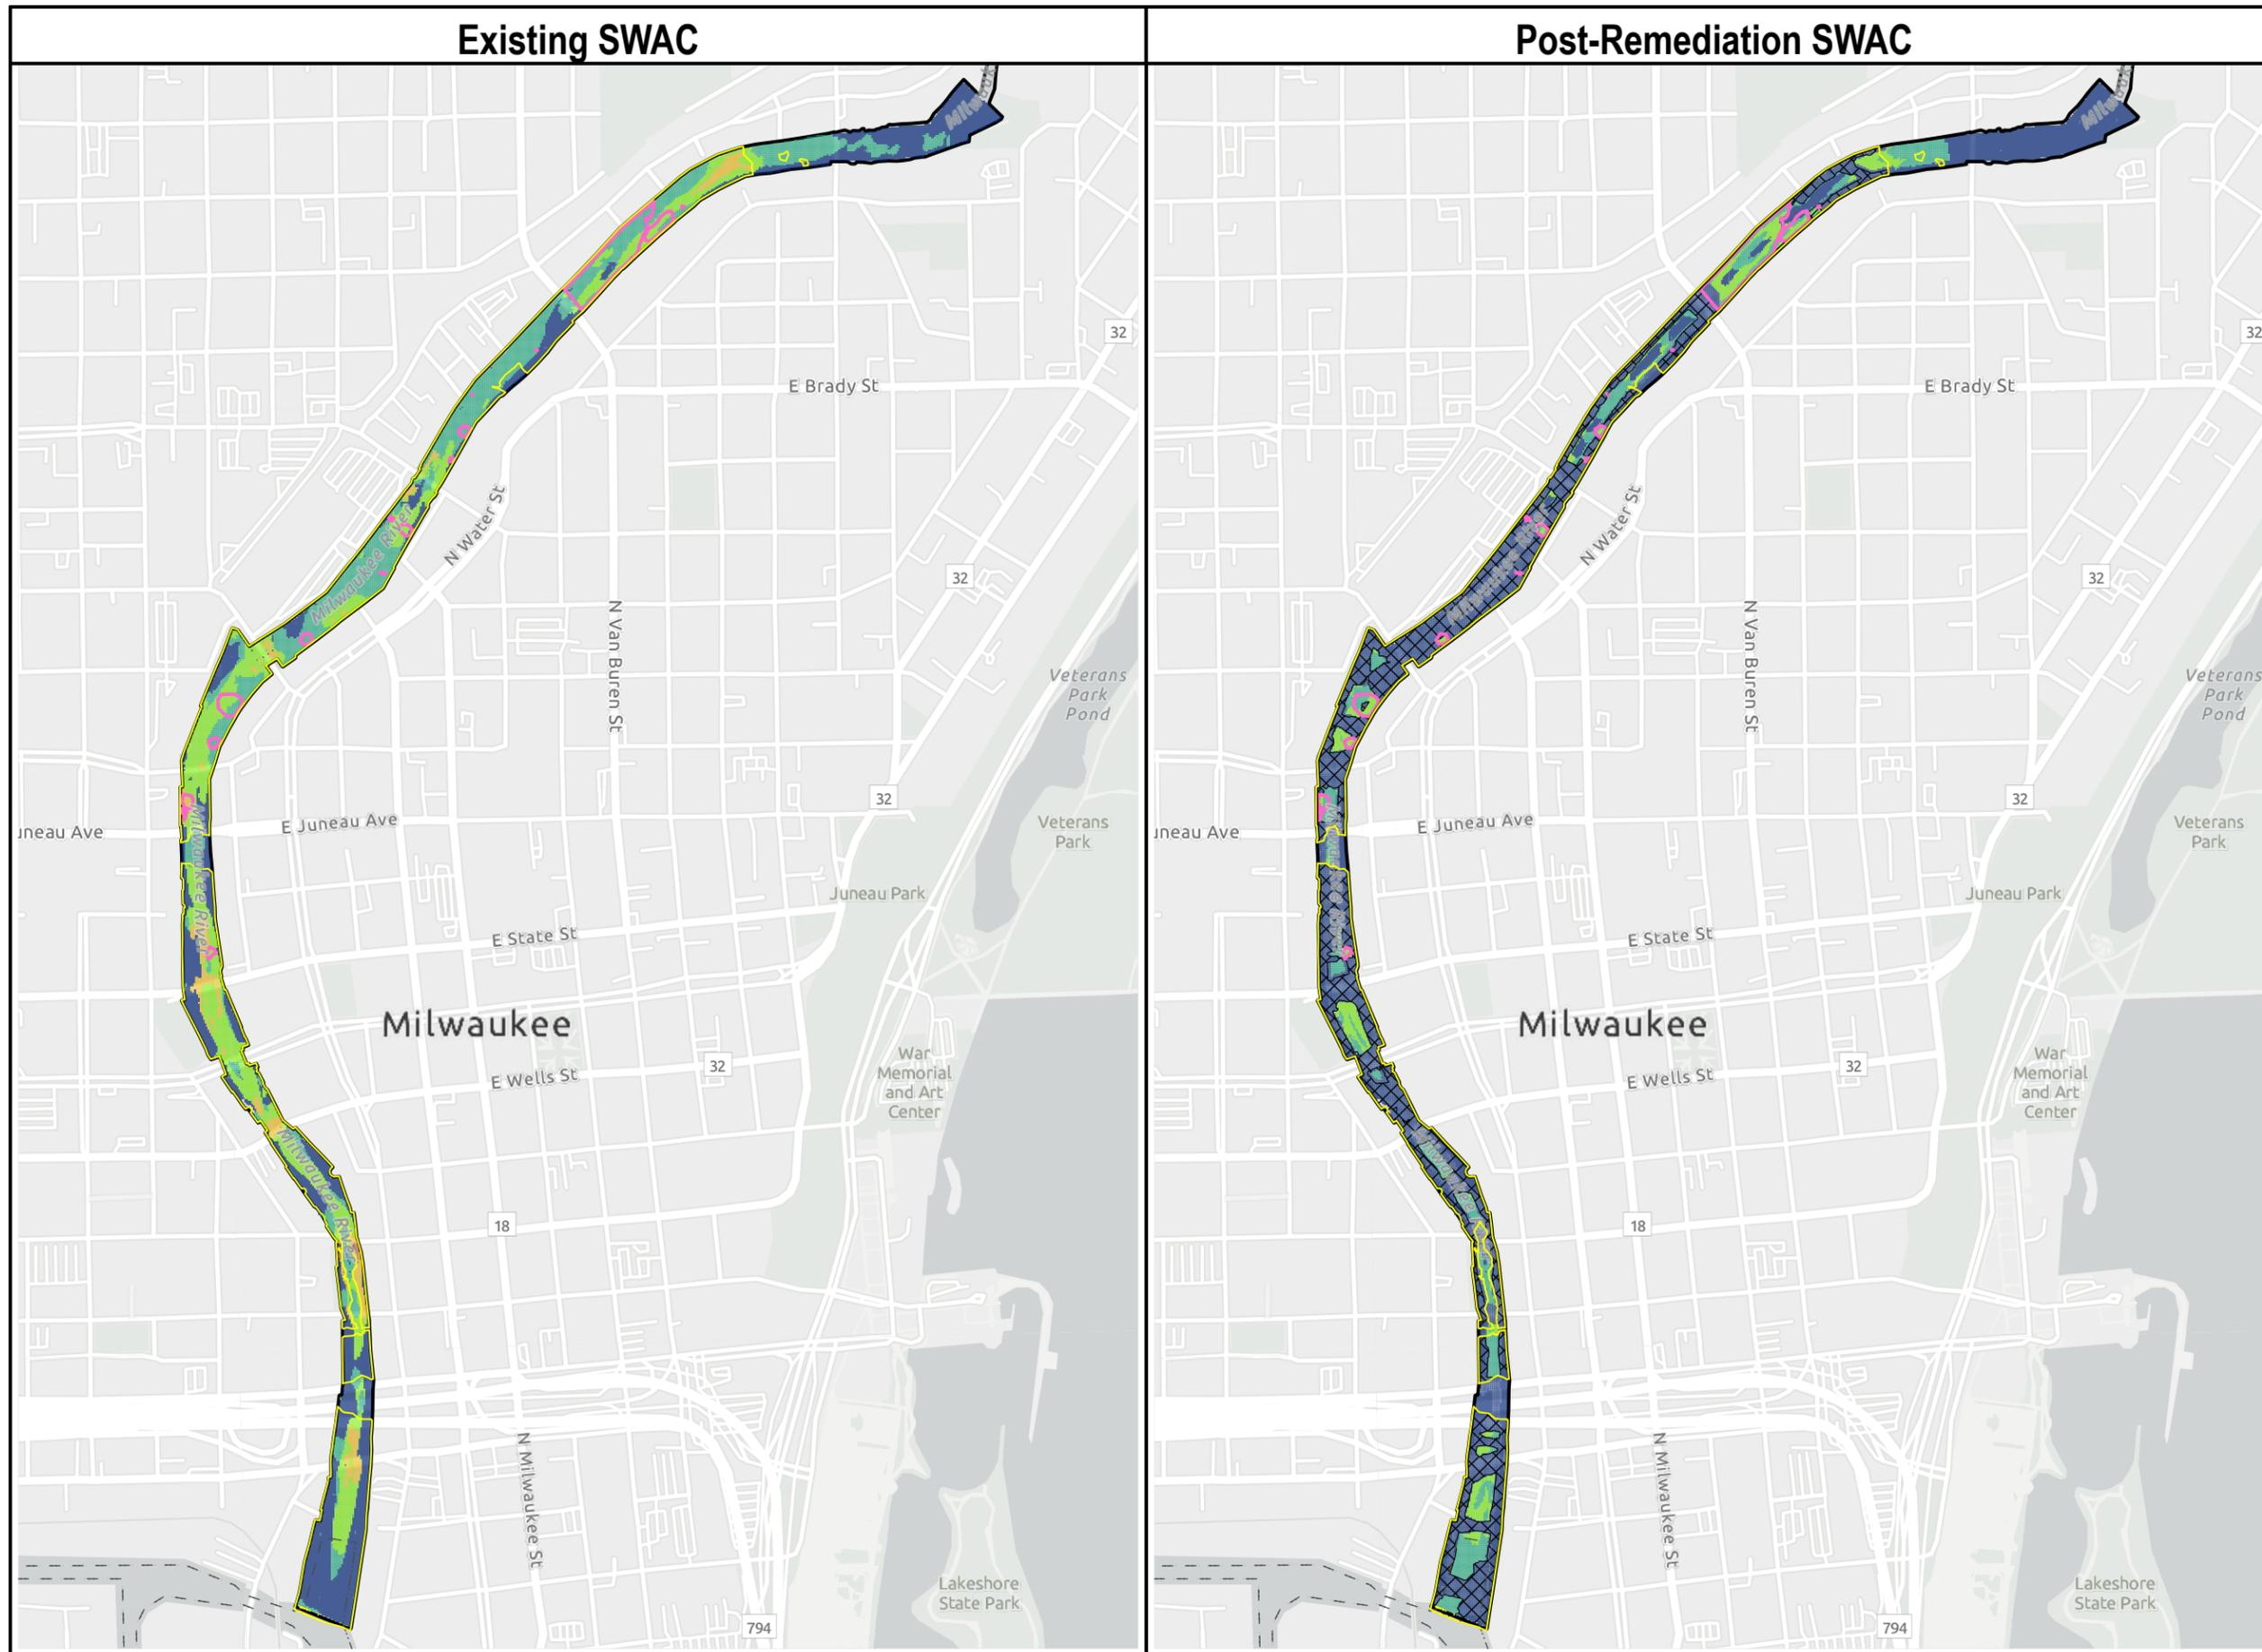 Existing SWAC
Milwauk
32
E Brady St
N Water St
32
Milwaukee River
N Van Buren St
Veterans
Park
Pond
32
uneau Ave
E Juneau Ave
Veterans
Park
Milwaukee River
Juneau Park
E State St
Milwaukee
War
Memorial
and Art
Center
32
E Wells St
Milwaukee River
18
N Milwaukee St
Lakeshore
State Park
794
Post-Remediation SWAC
32
E Brady St
N Water St
32
Milwaukee River
N Van Buren St
Veterans
Park
Pond
32
uneau Ave
E Juneau Ave
Veterans
Park
Juneau Park
E State St
Milwaukee
War
Memorial
and Art
Center
32
E Wells St
18
N Milwaukee St
Lakeshore
State Park
794